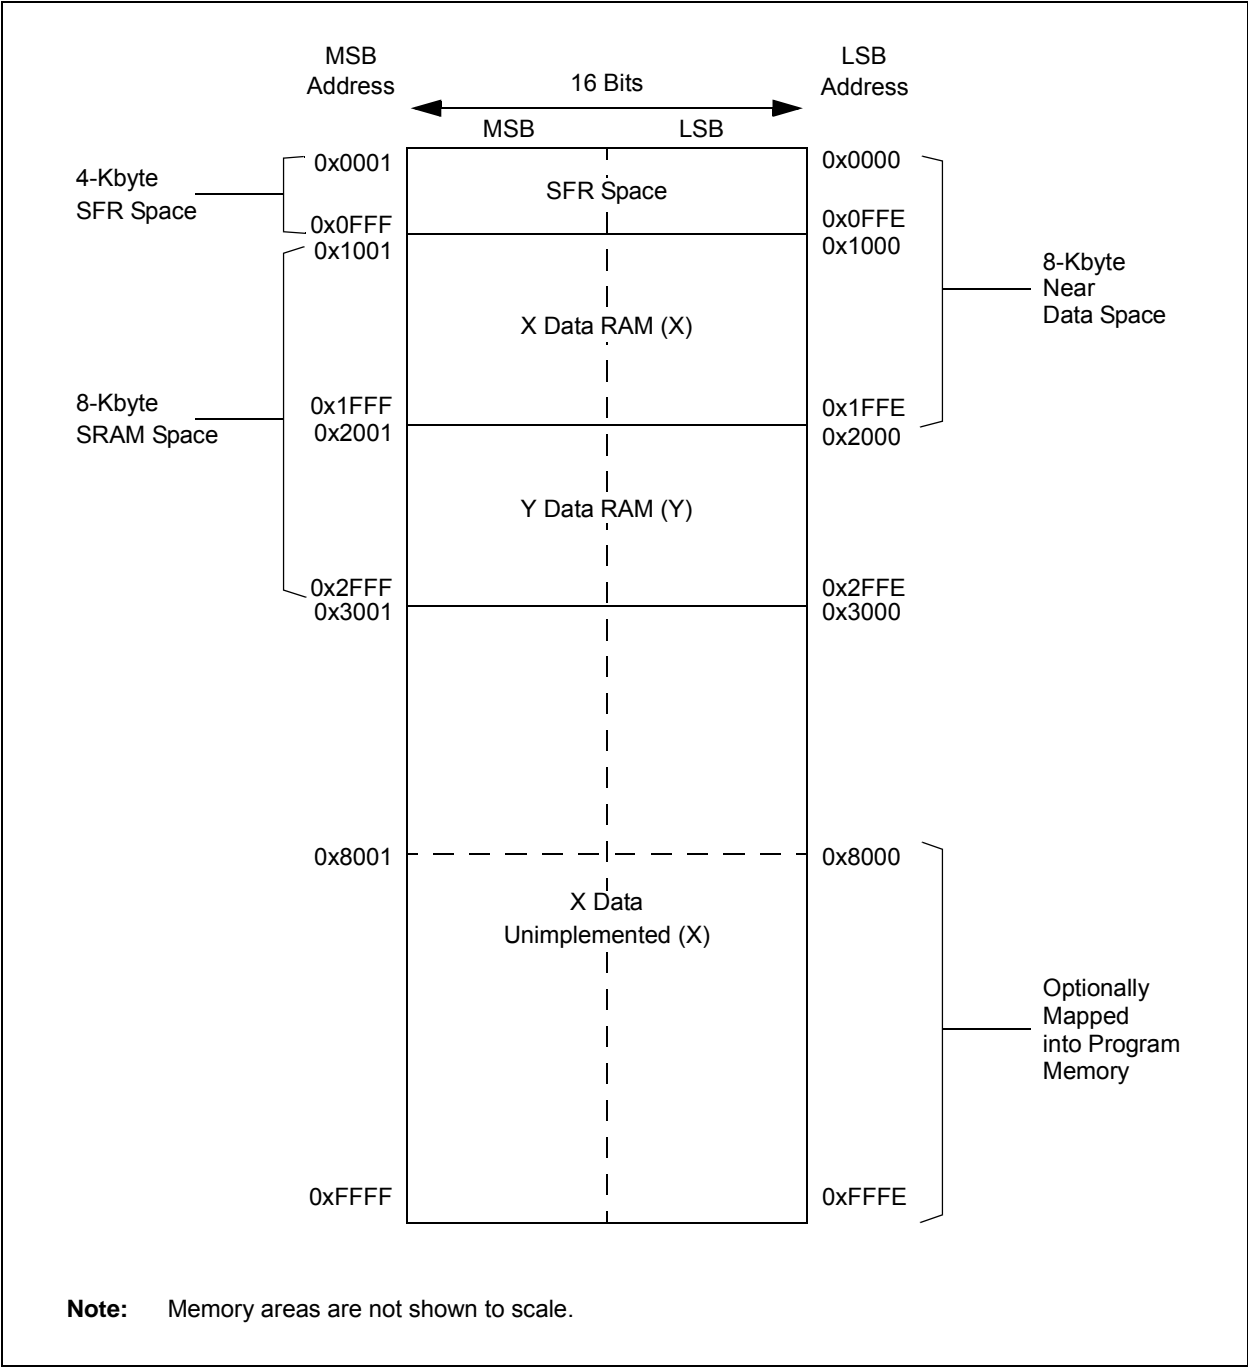 MSB
Address
16 Bits
LSB
Address
MSB
LSB
4-Kbyte
SFR Space
0x0001
0x0FFF
SFR Space
0x0000
0x0FFE
8-Kbyte
SRAM Space
0x1001
0x1FFF
X Data RAM (X)
0x1000
0x1FFE
8-Kbyte
Near
Data Space
0x2001
0x2FFF
Y Data RAM (Y)
0x2000
0x2FFE
0x3001
0x3000
0x8001
0x8000
X Data
Unimplemented (X)
Optionally
Mapped
into Program
Memory
0xFFFF
0xFFFE
Note: Memory areas are not shown to scale.